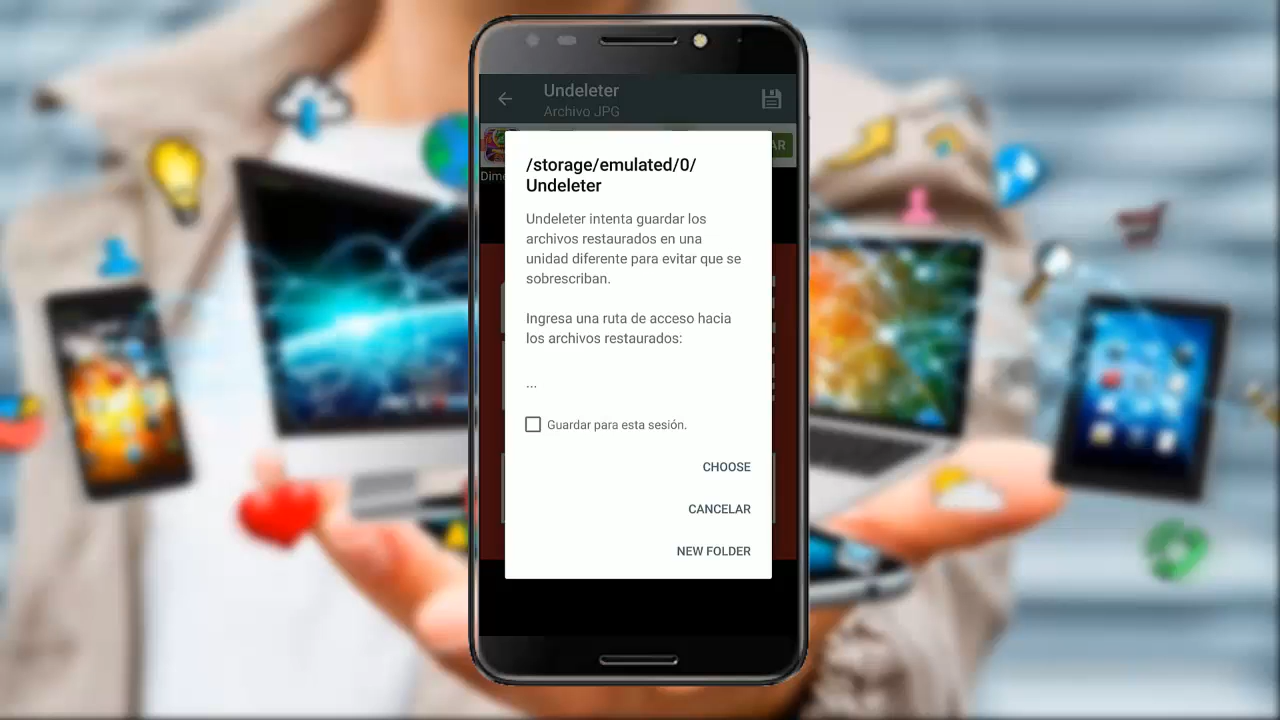 Undeleter
Archivo JPG
AR
/storage/emulated/0/
Undeleter
Undeleter intenta guardar los
archivos restaurados en una
unidad diferente para evitar que se
sobrescriban.
Ingresa una ruta de acceso hacia
los archivos restaurados:
...
Guardar para esta sesión.
CHOOSE
CANCELAR
NEW FOLDER